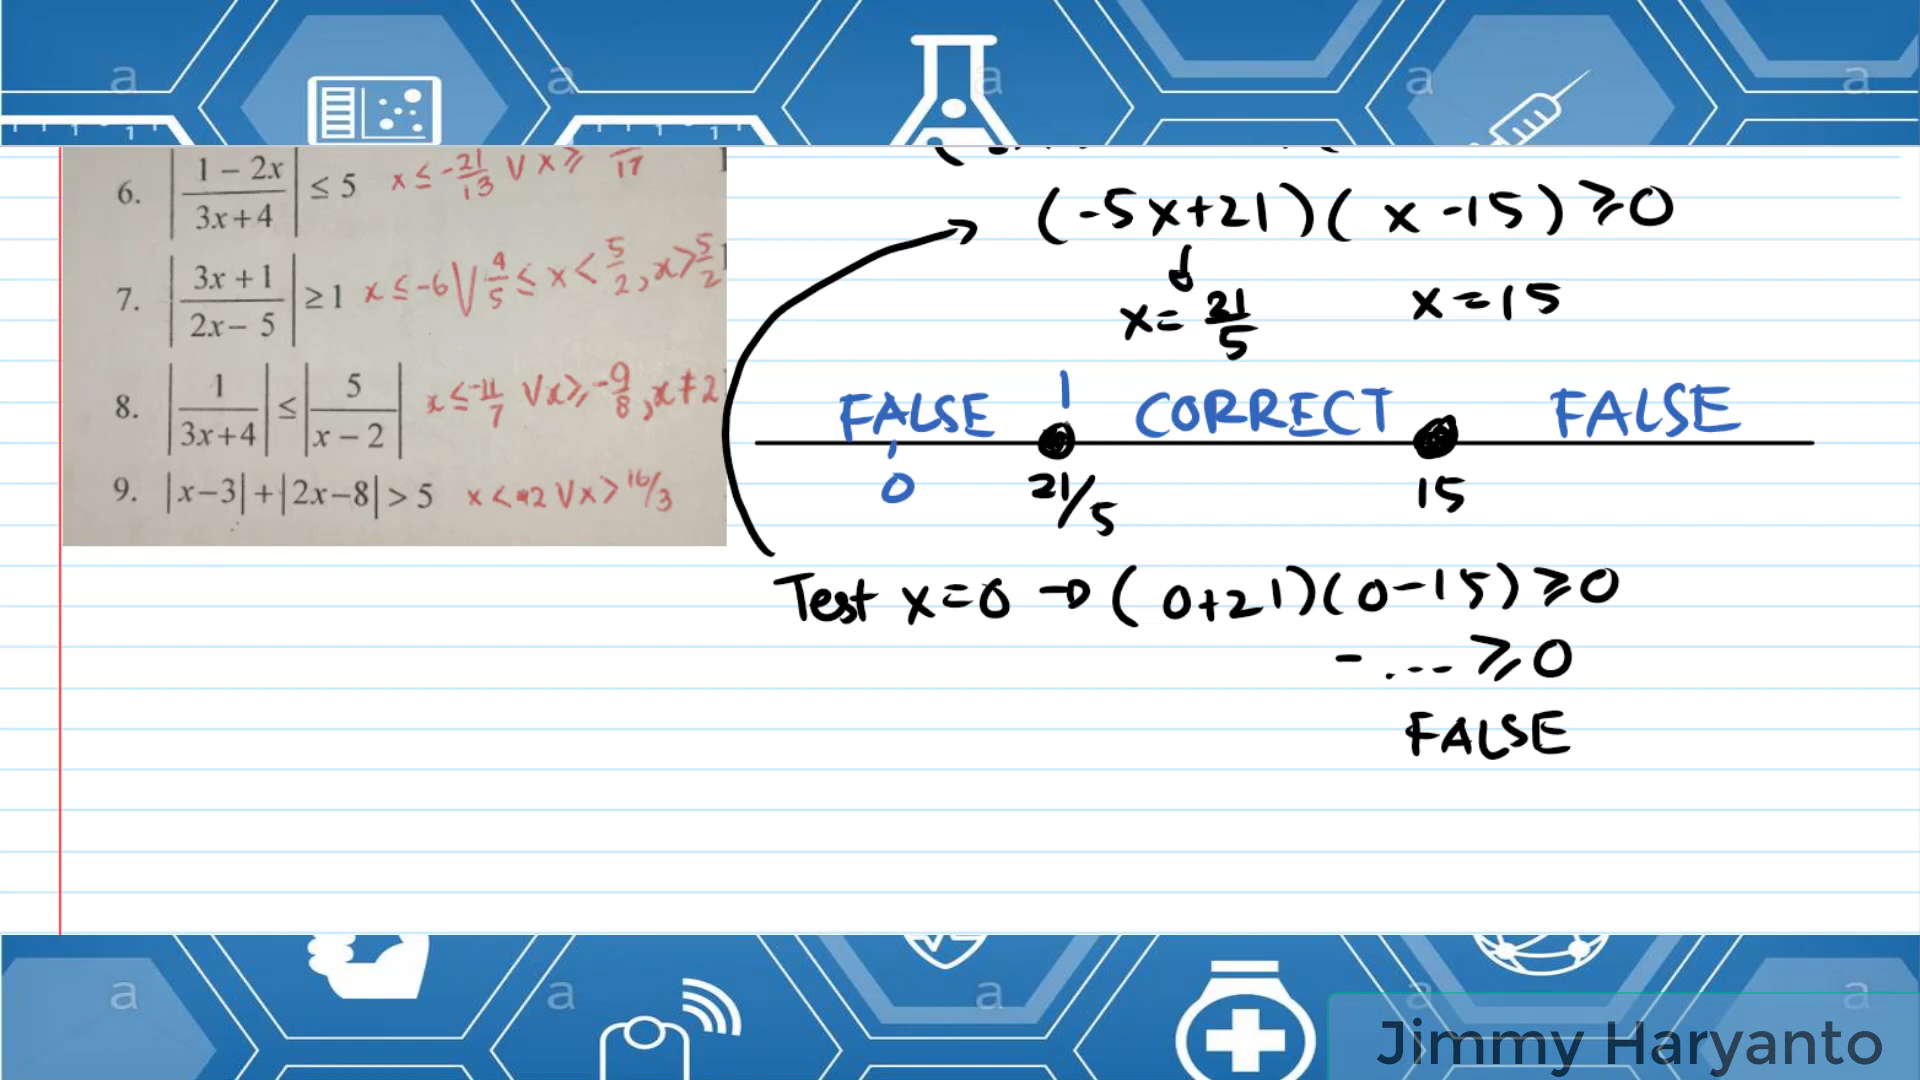 6. |(1 – 2x)/(3x+4)| ≤ 5 x ≤ -21/13 V x ≥ /17
7. |(3x + 1)/(2x – 5)| ≥ 1 x ≤ -6 V 4/5 ≤ x < 5/2, x > 5/2
8. |1/(3x+4)| ≤ |5/(x – 2)| x ≤ -11/7 V x ≥ -9/8, x ≠ 2
9. |x–3|+|2x–8| > 5 x < 2 V x > 16/3
(-5x+21)(x-15) ≥ 0
x = 21/5 x = 15
FALSE CORRECT FALSE
0 21/5 15
Test x=0 → (0+21)(0-15) ≥ 0
- ... ≥ 0
FALSE
Jimmy Haryanto